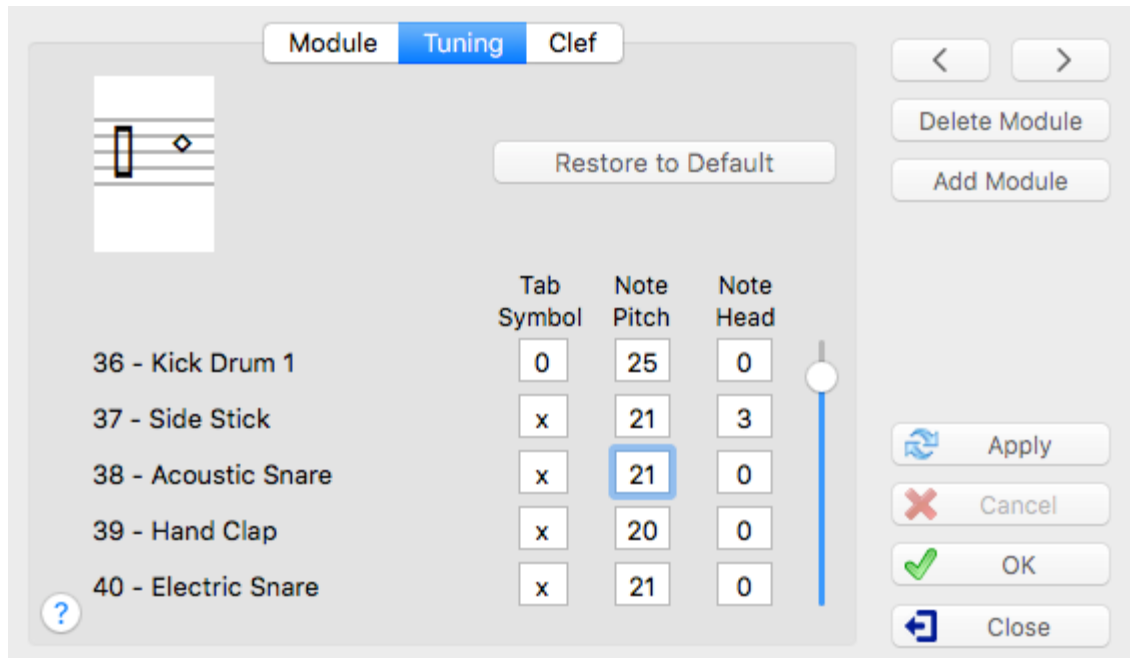 Module Tuning Clef
< >
Delete Module
Restore to Default
Add Module
Tab Note Note
Symbol Pitch Head
36 - Kick Drum 1 0 25 0
37 - Side Stick x 21 3
38 - Acoustic Snare x 21 0
39 - Hand Clap x 20 0
40 - Electric Snare x 21 0
?
Apply
Cancel
OK
Close